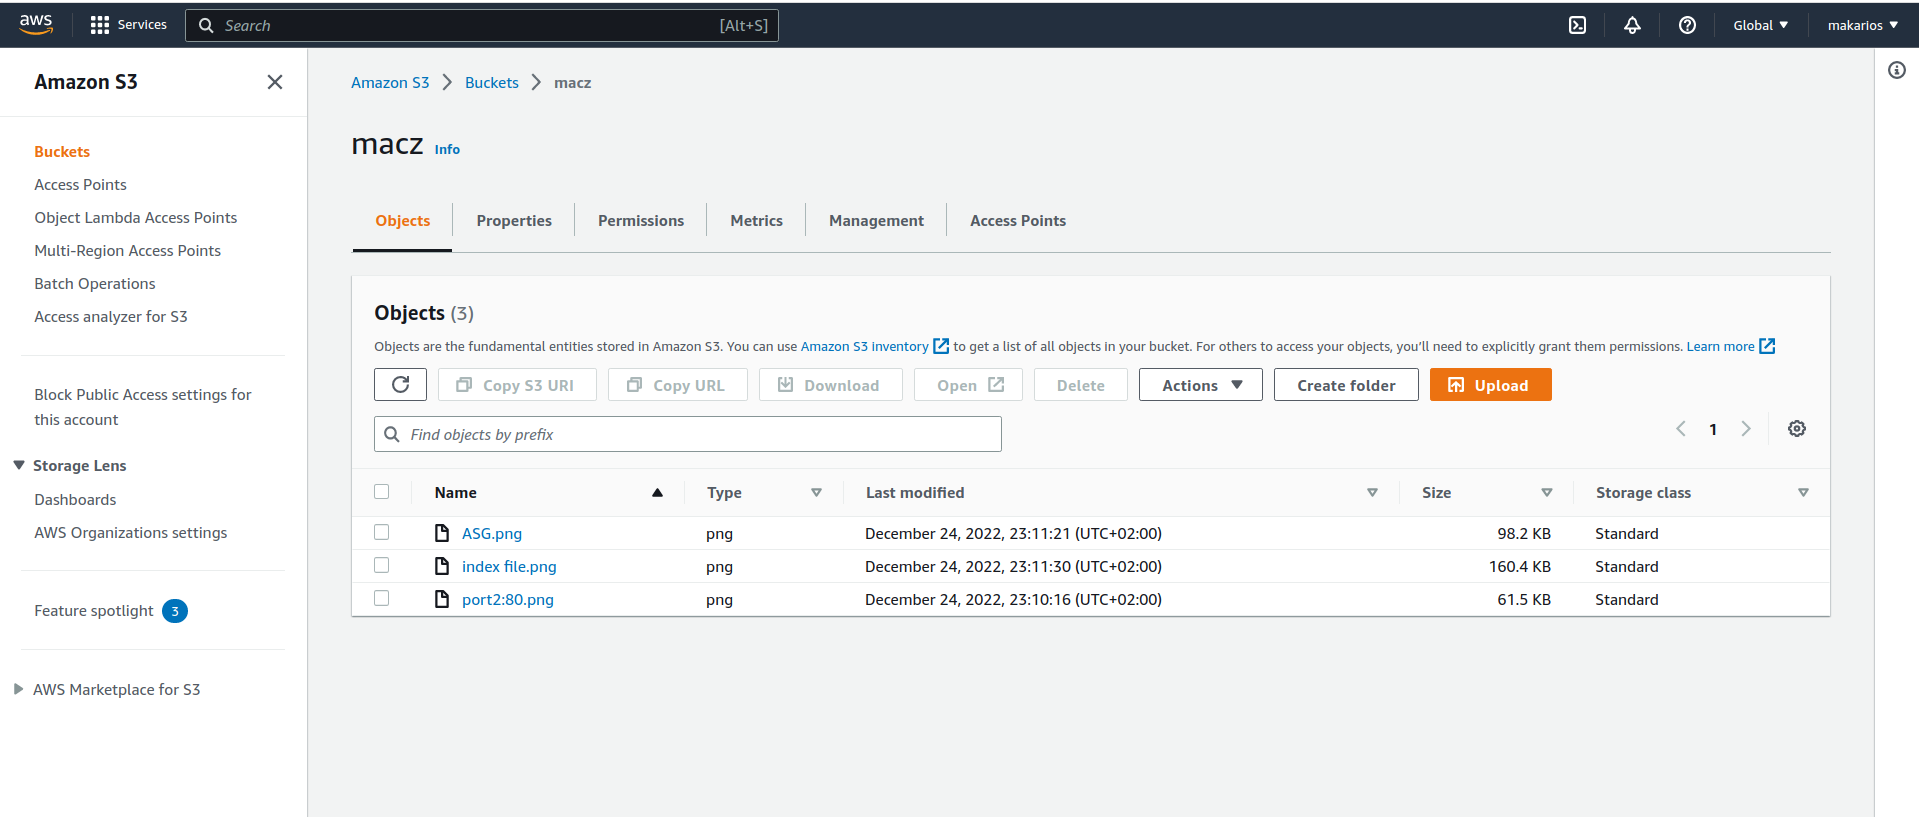 aws Services Search [Alt+S] Global makarios
Amazon S3
Buckets
Access Points
Object Lambda Access Points
Multi-Region Access Points
Batch Operations
Access analyzer for S3
Block Public Access settings for
this account
Storage Lens
Dashboards
AWS Organizations settings
Feature spotlight 3
AWS Marketplace for S3
Amazon S3 Buckets macz
macz Info
Objects Properties Permissions Metrics Management Access Points
Objects (3)
Objects are the fundamental entities stored in Amazon S3. You can use Amazon S3 inventory to get a list of all objects in your bucket. For others to access your objects, you'll need to explicitly grant them permissions. Learn more
Copy S3 URI Copy URL Download Open Delete Actions Create folder Upload
Find objects by prefix 1
Name Type Last modified Size Storage class
ASG.png png December 24, 2022, 23:11:21 (UTC+02:00) 98.2 KB Standard
index file.png png December 24, 2022, 23:11:30 (UTC+02:00) 160.4 KB Standard
port2:80.png png December 24, 2022, 23:10:16 (UTC+02:00) 61.5 KB Standard